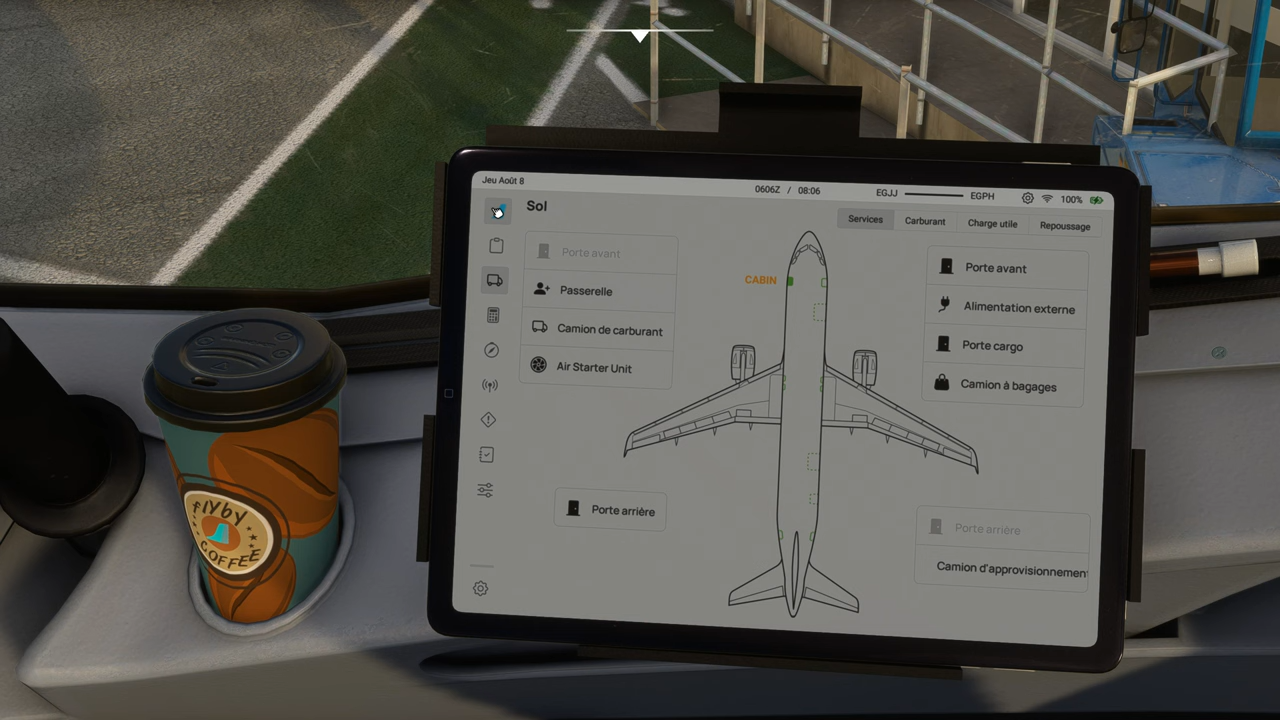 Jeu Août 8
0606Z / 08:06
EGJJ
EGPH
100%
Sol
Services
Carburant
Charge utile
Repoussage
Porte avant
Passerelle
Camion de carburant
Air Starter Unit
CABIN
Porte avant
Alimentation externe
Porte cargo
Camion à bagages
Porte arrière
Porte arrière
Camion d'approvisionnement
flyby
COFFEE